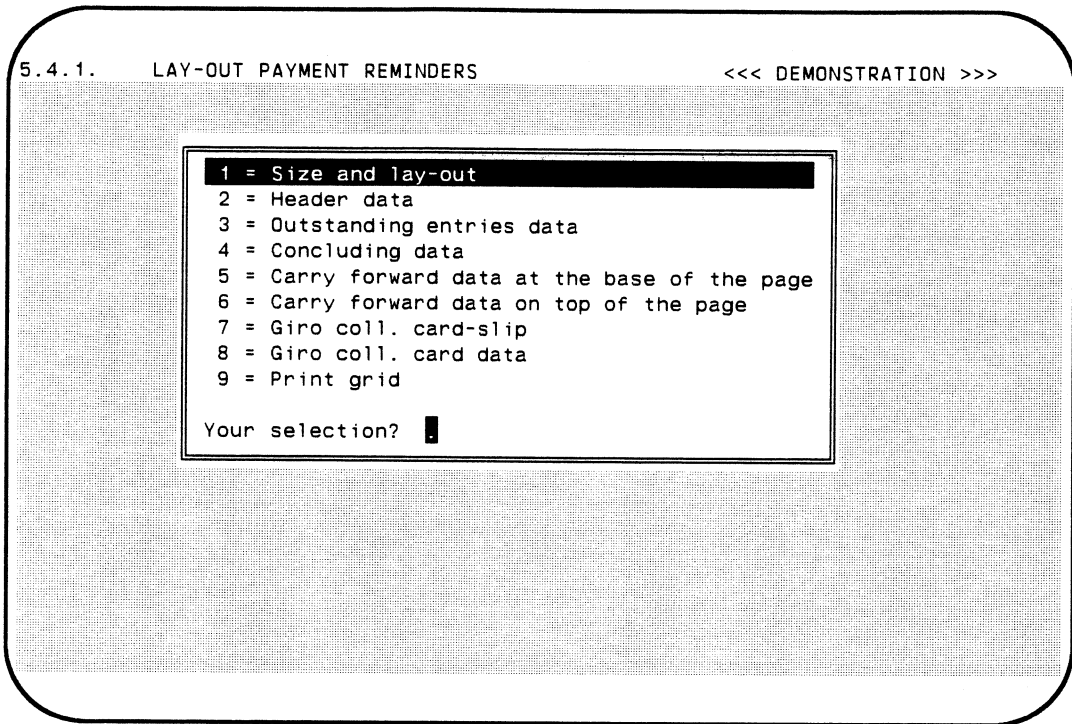 5.4.1. LAY-OUT PAYMENT REMINDERS <<< DEMONSTRATION >>>
1 = Size and lay-out
2 = Header data
3 = Outstanding entries data
4 = Concluding data
5 = Carry forward data at the base of the page
6 = Carry forward data on top of the page
7 = Giro coll. card-slip
8 = Giro coll. card data
9 = Print grid
Your selection? .